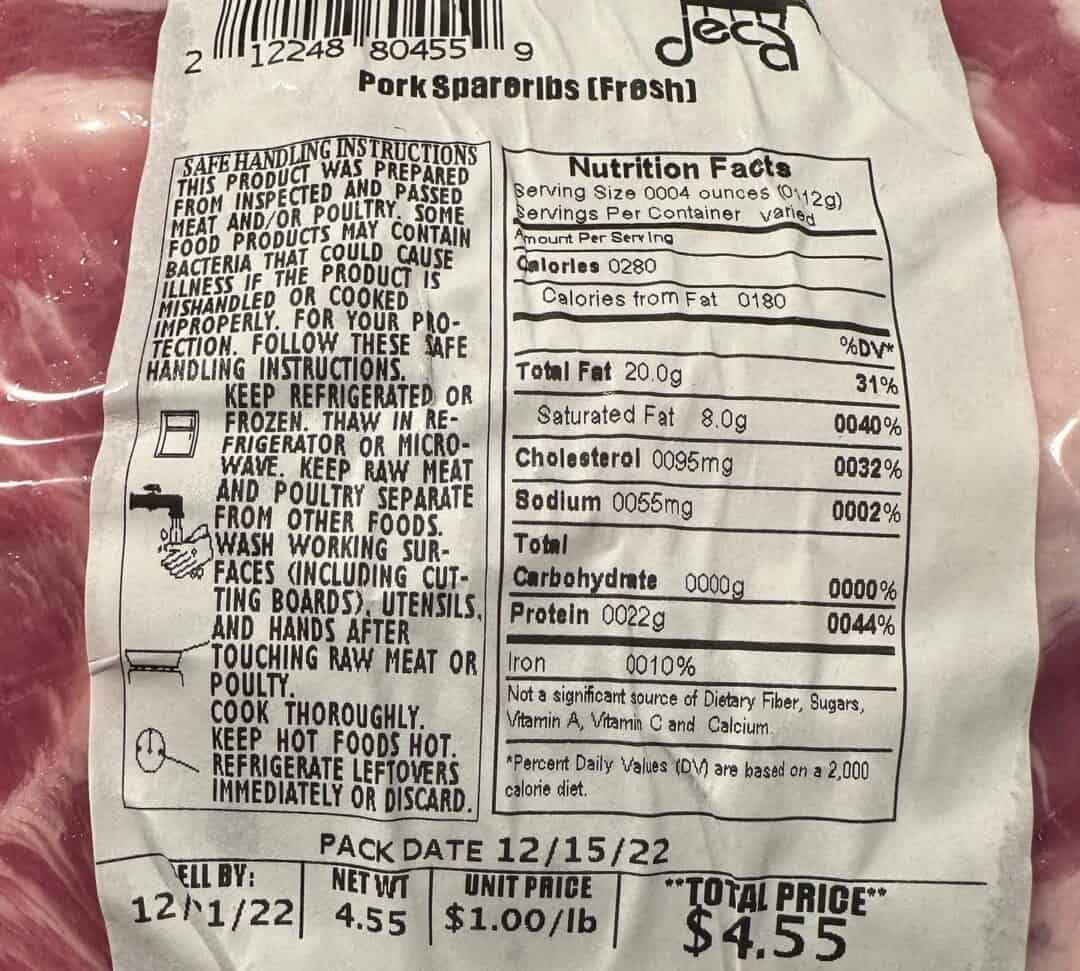 2 12248 80455 9
deca
Pork Spareribs (Fresh)
SAFE HANDLING INSTRUCTIONS
THIS PRODUCT WAS PREPARED
FROM INSPECTED AND PASSED
MEAT AND/OR POULTRY. SOME
FOOD PRODUCTS MAY CONTAIN
BACTERIA THAT COULD CAUSE
ILLNESS IF THE PRODUCT IS
MISHANDLED OR COOKED
IMPROPERLY. FOR YOUR PRO-
TECTION. FOLLOW THESE SAFE
HANDLING INSTRUCTIONS.
KEEP REFRIGERATED OR
FROZEN. THAW IN RE-
FRIGERATOR OR MICRO-
WAVE. KEEP RAW MEAT
AND POULTRY SEPARATE
FROM OTHER FOODS.
WASH WORKING SUR-
FACES (INCLUDING CUT-
TING BOARDS), UTENSILS,
AND HANDS AFTER
TOUCHING RAW MEAT OR
POULTY.
COOK THOROUGHLY.
KEEP HOT FOODS HOT.
REFRIGERATE LEFTOVERS
IMMEDIATELY OR DISCARD.
Nutrition Facts
Serving Size 0004 ounces (0112g)
Servings Per Container varied
Amount Per Serving
Calories 0280
Calories from Fat 0180
%DV*
Total Fat 20.0g 31%
Saturated Fat 8.0g 0040%
Cholesterol 0095mg 0032%
Sodium 0055mg 0002%
Total
Carbohydrate 0000g 0000%
Protein 0022g 0044%
Iron 0010%
Not a significant source of Dietary Fiber, Sugars,
Vitamin A, Vitamin C and Calcium.
*Percent Daily Values (DV) are based on a 2,000
calorie diet.
PACK DATE 12/15/22
ELL BY: NET WT UNIT PRICE **TOTAL PRICE**
4.55 $1.00/lb $4.55